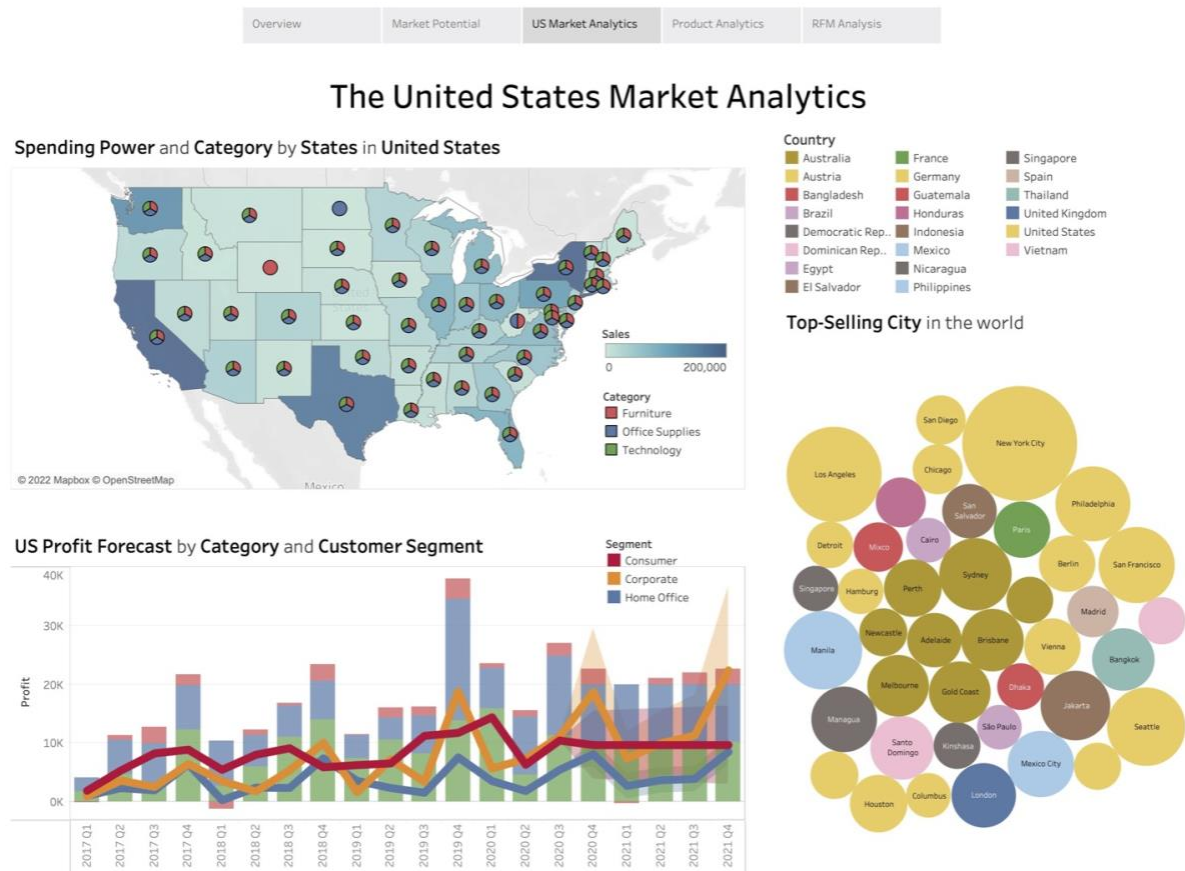 Overview
Market Potential
US Market Analytics
Product Analytics
RFM Analysis
The United States Market Analytics
Spending Power and Category by States in United States
Sales
0
200,000
Category
Furniture
Office Supplies
Technology
© 2022 Mapbox © OpenStreetMap
Mexico
Country
Australia
Austria
Bangladesh
Brazil
Democratic Rep..
Dominican Rep..
Egypt
El Salvador
France
Germany
Guatemala
Honduras
Indonesia
Mexico
Nicaragua
Philippines
Singapore
Spain
Thailand
United Kingdom
United States
Vietnam
Top-Selling City in the world
San Diego
New York City
Los Angeles
Chicago
San
Salvador
Philadelphia
Paris
Detroit
Mixco
Cairo
Berlin
San Francisco
Singapore
Hamburg
Perth
Sydney
Madrid
Newcastle
Adelaide
Brisbane
Vienna
Manila
Bangkok
Melbourne
Gold Coast
Dhaka
Jakarta
Managua
Santo
Domingo
Kinshasa
São Paulo
Seattle
Mexico City
Houston
Columbus
London
US Profit Forecast by Category and Customer Segment
Segment
Consumer
Corporate
Home Office
Profit
40K
30K
20K
10K
0K
2017 Q1
2017 Q2
2017 Q3
2017 Q4
2018 Q1
2018 Q2
2018 Q3
2018 Q4
2019 Q1
2019 Q2
2019 Q3
2019 Q4
2020 Q1
2020 Q2
2020 Q3
2020 Q4
2021 Q1
2021 Q2
2021 Q3
2021 Q4